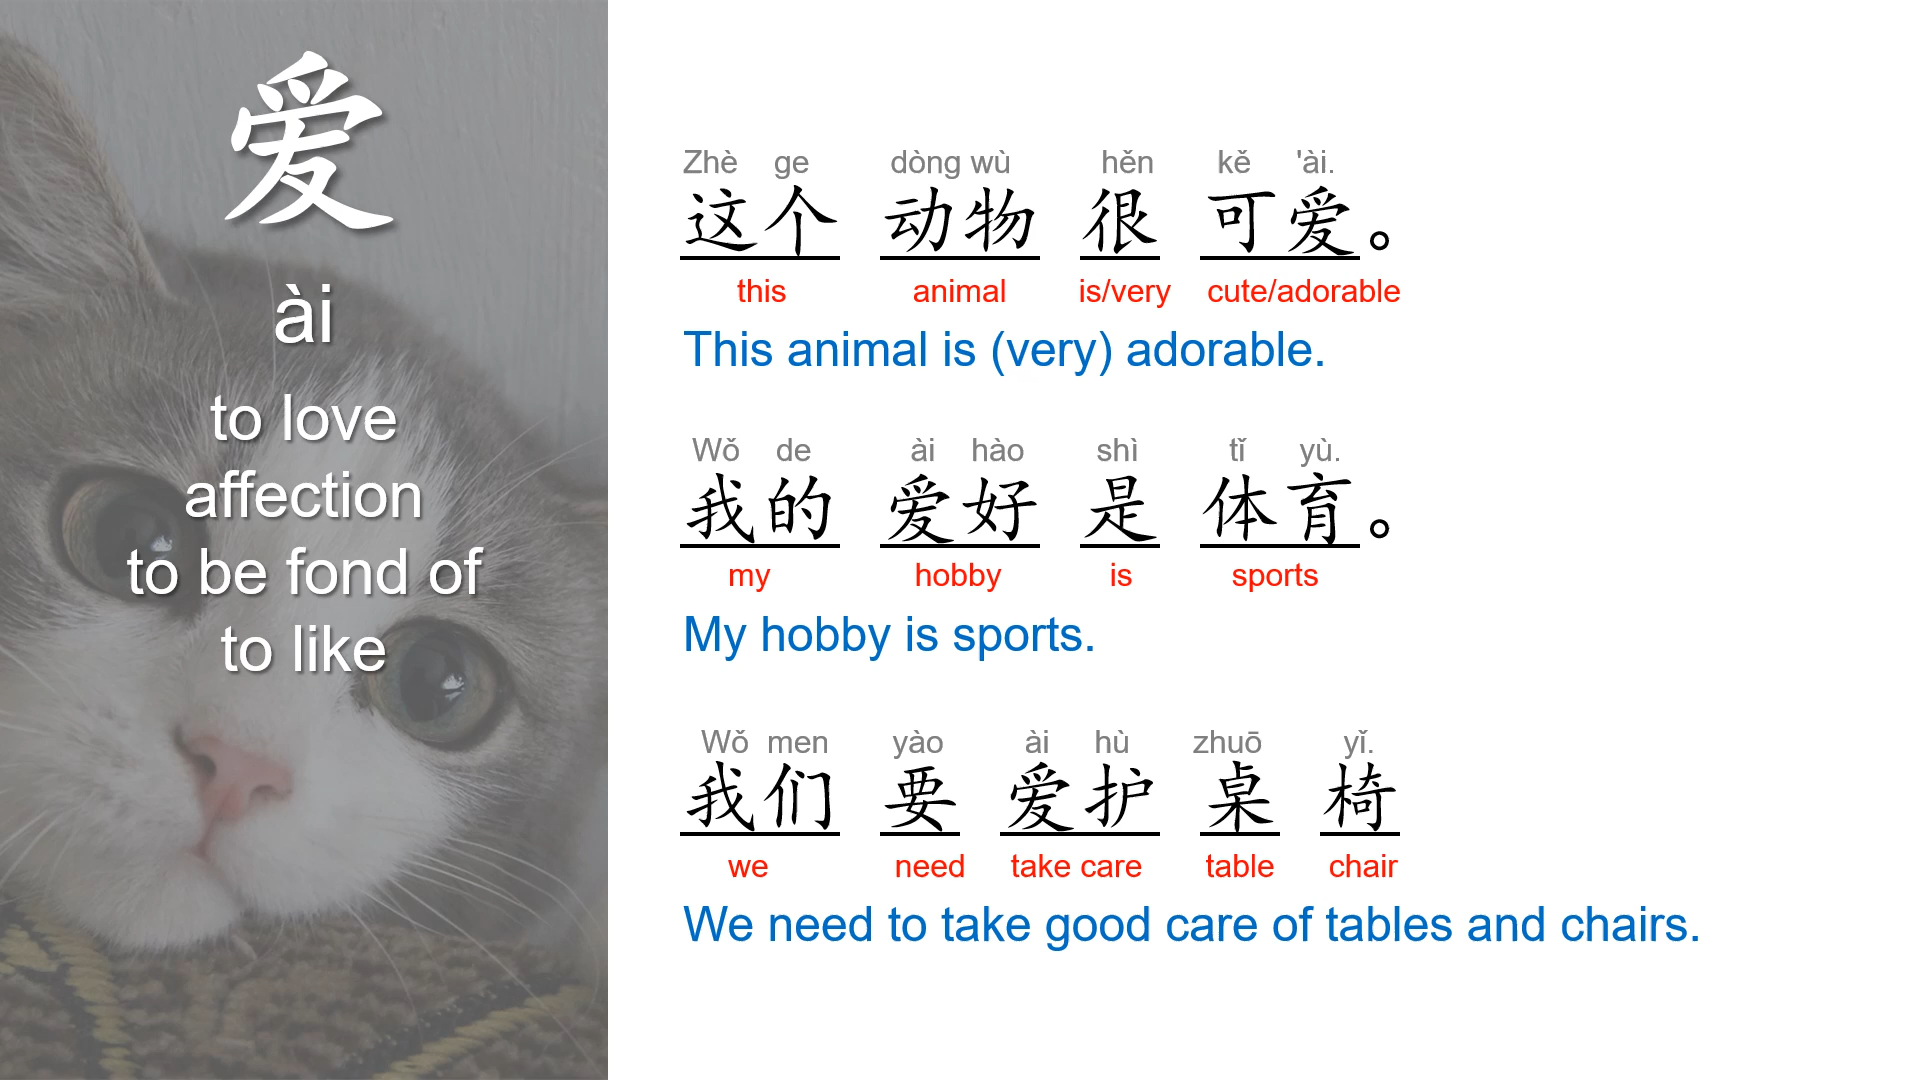 爱
ài
to love
affection
to be fond of
to like
Zhè ge dòng wù hěn kě 'ài.
这个 动物 很 可爱。
this animal is/very cute/adorable
This animal is (very) adorable.
Wǒ de ài hào shì tǐ yù.
我的 爱好 是 体育。
my hobby is sports
My hobby is sports.
Wǒ men yào ài hù zhuō yǐ.
我们 要 爱护 桌 椅
we need take care table chair
We need to take good care of tables and chairs.